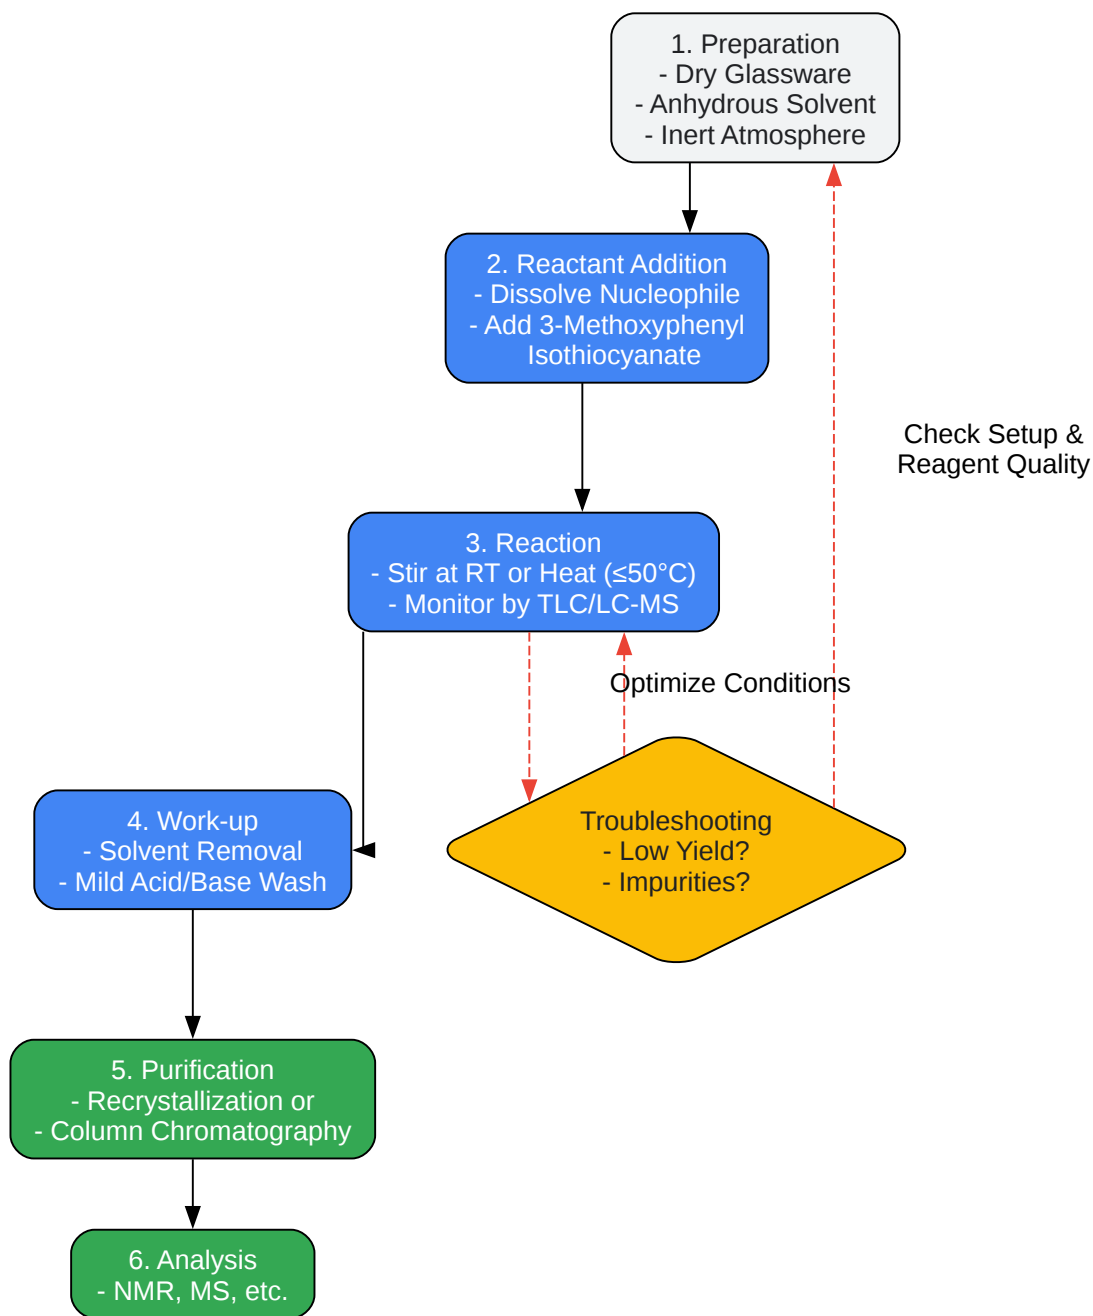 1. Preparation
- Dry Glassware
- Anhydrous Solvent
- Inert Atmosphere
2. Reactant Addition
- Dissolve Nucleophile
- Add 3-Methoxyphenyl
Isothiocyanate
Check Setup &
Reagent Quality
3. Reaction
- Stir at RT or Heat (≤50°C)
- Monitor by TLC/LC-MS
Optimize Conditions
Troubleshooting
- Low Yield?
- Impurities?
4. Work-up
- Solvent Removal
- Mild Acid/Base Wash
5. Purification
- Recrystallization or
- Column Chromatography
6. Analysis
- NMR, MS, etc.